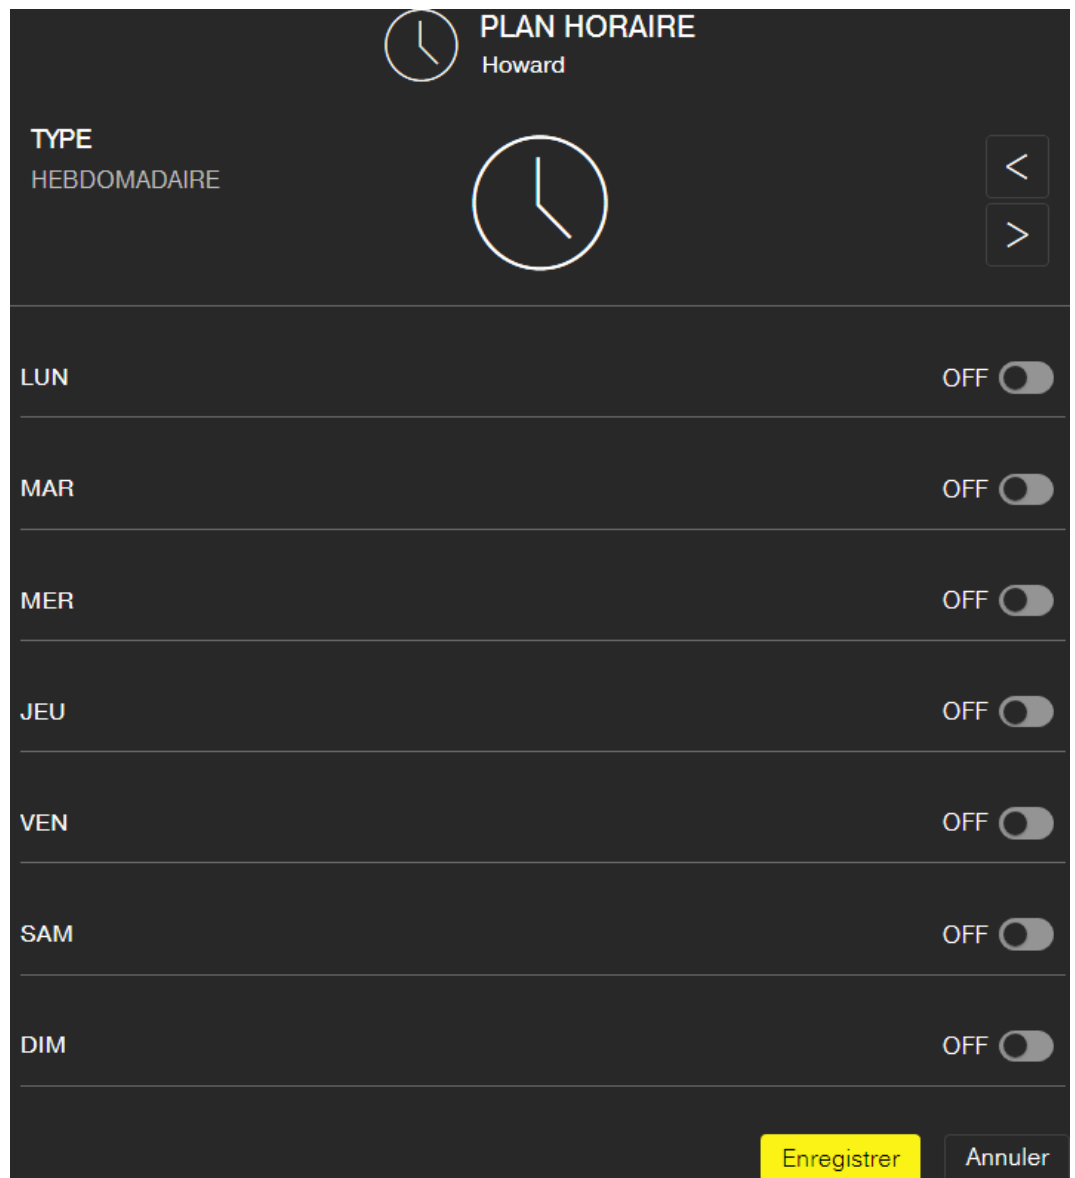 PLAN HORAIRE
Howard
TYPE
HEBDOMADAIRE
<
>
LUN OFF
MAR OFF
MER OFF
JEU OFF
VEN OFF
SAM OFF
DIM OFF
Enregistrer Annuler